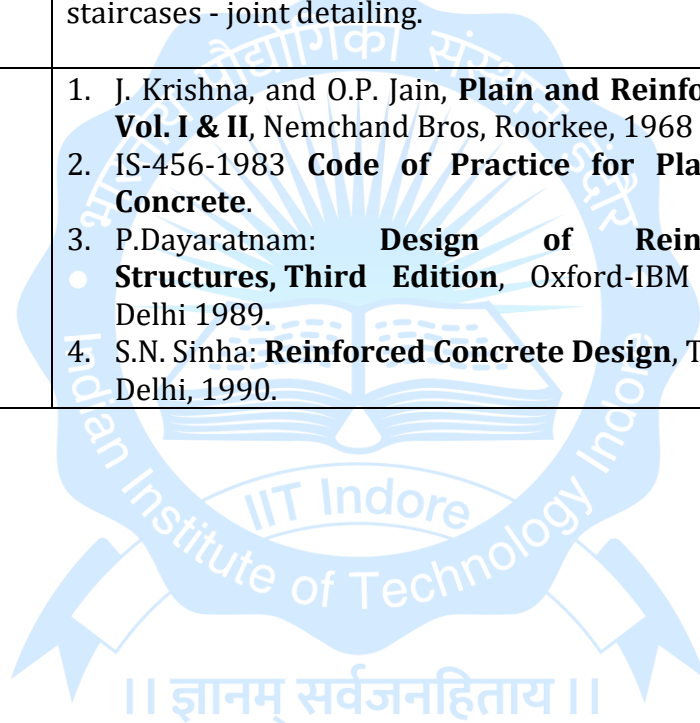 staircases - joint detailing.
1. J. Krishna, and O.P. Jain, Plain and Reinfo
Vol. I & II, Nemchand Bros, Roorkee, 1968
2. IS-456-1983 Code of Practice for Pla
Concrete.
3. P.Dayaratnam: Design of Rein
Structures, Third Edition, Oxford-IBM
Delhi 1989.
4. S.N. Sinha: Reinforced Concrete Design, T
Delhi, 1990.
भारतीय प्रौद्योगिकी संस्थान इंदौर
Indian Institute of Technology Indore
IIT Indore
।। ज्ञानम् सर्वजनहिताय ।।